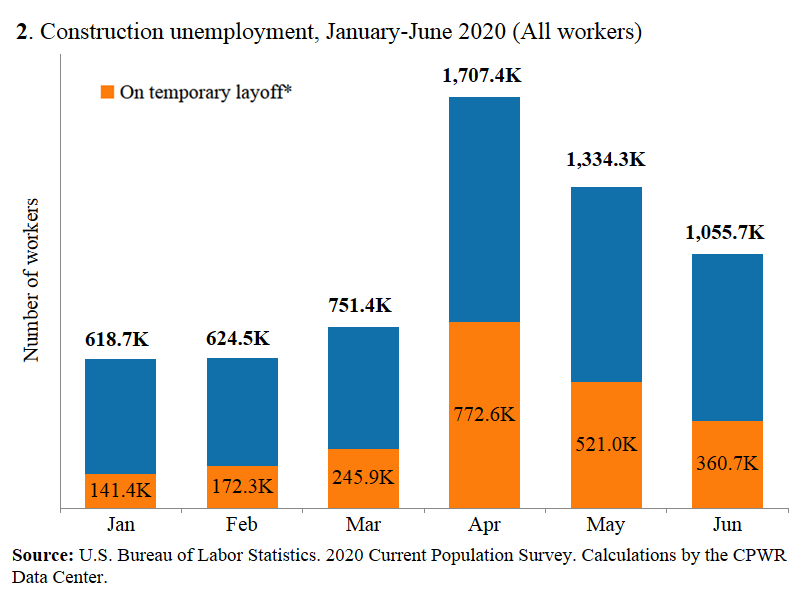 2. Construction unemployment, January-June 2020 (All workers)
On temporary layoff*
Number of workers
618.7K
624.5K
751.4K
1,707.4K
1,334.3K
1,055.7K
141.4K
172.3K
245.9K
772.6K
521.0K
360.7K
Jan
Feb
Mar
Apr
May
Jun
Source: U.S. Bureau of Labor Statistics. 2020 Current Population Survey. Calculations by the CPWR
Data Center.